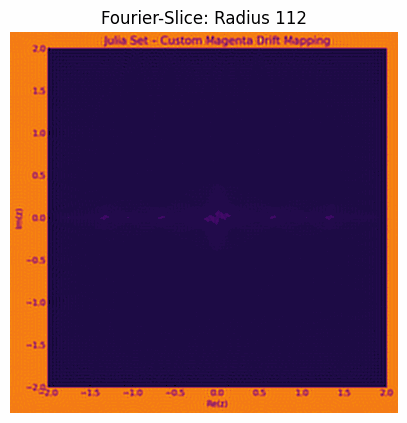 Fourier-Slice: Radius 112
Julia Set - Custom Magenta Drift Mapping
2.0
1.5
1.0
0.5
0.0
−0.5
−1.0
−1.5
−2.0
Im(z)
−2.0 −1.5 −1.0 −0.5 0.0 0.5 1.0 1.5 2.0
Re(z)